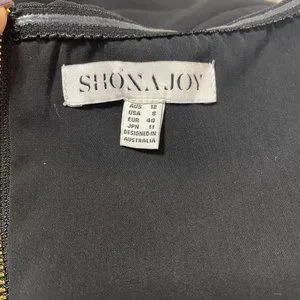 SHONA JOY
AUS 12
USA 8
EUR 40
JPN 11
DESIGNED IN
AUSTRALIA